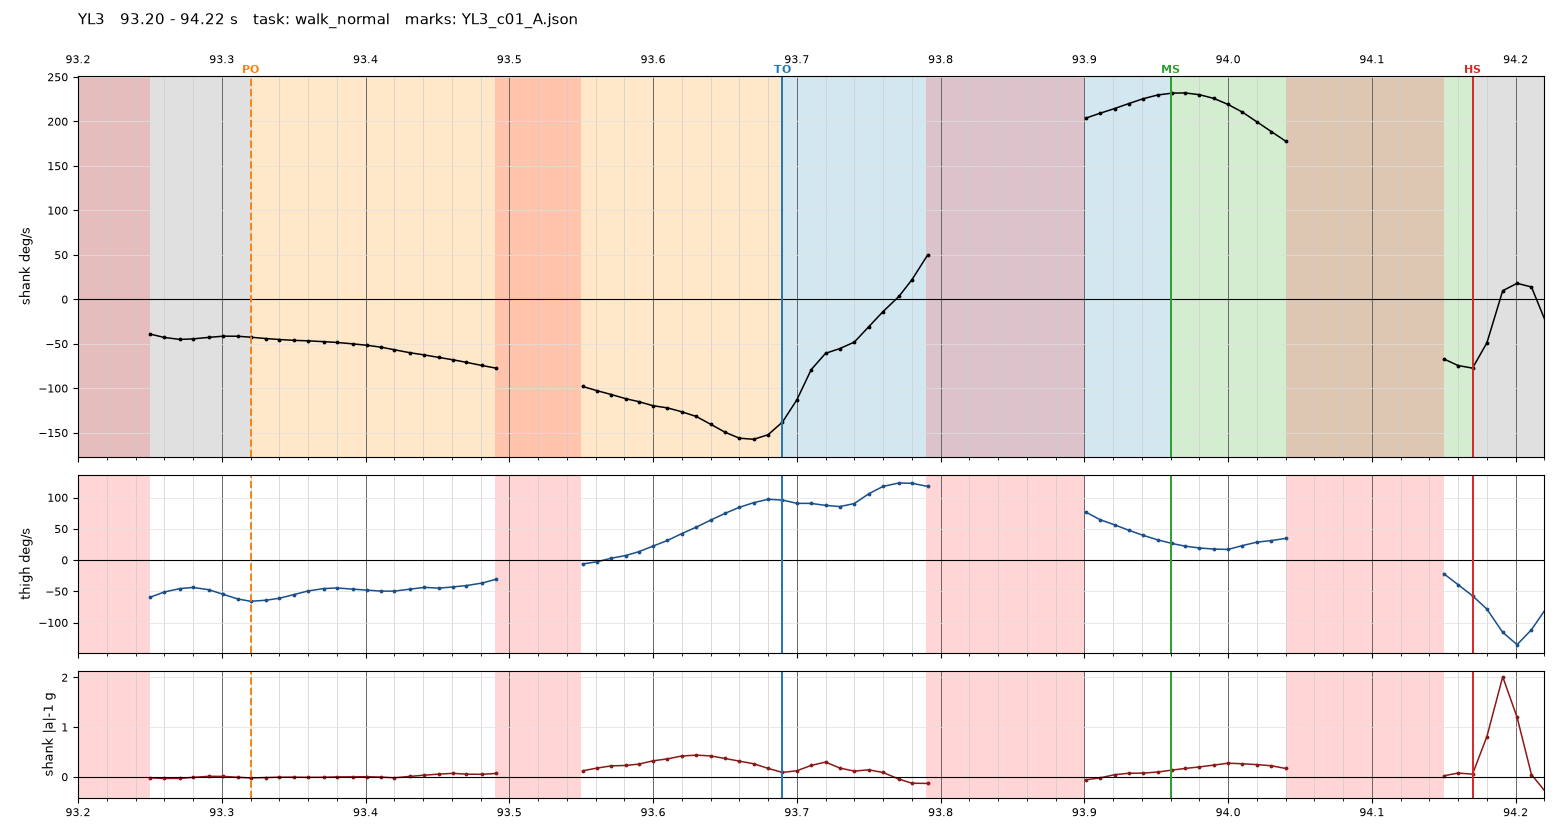 YL3   93.20 - 94.22 s   task: walk_normal   marks: YL3_c01_A.json
93.2 93.3 93.4 93.5 93.6 93.7 93.8 93.9 94.0 94.1 94.2
PO TO MS HS
250
200
150
100
50
0
−50
−100
−150
shank deg/s
100
50
0
−50
−100
thigh deg/s
2
1
0
shank |a|-1 g
93.2 93.3 93.4 93.5 93.6 93.7 93.8 93.9 94.0 94.1 94.2